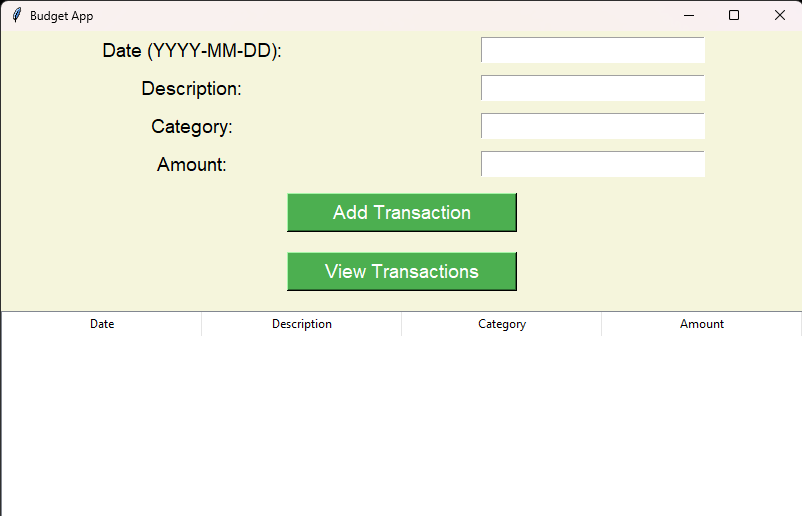 Budget App
Date (YYYY-MM-DD):
Description:
Category:
Amount:
Add Transaction
View Transactions
Date Description Category Amount